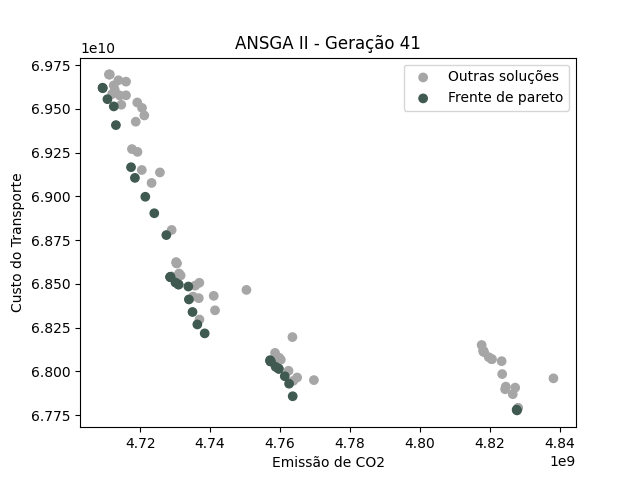 ANSGA II - Geração 41
1e10
6.975
6.950
6.925
6.900
6.875
6.850
6.825
6.800
6.775
Custo do Transporte
Outras soluções
Frente de pareto
4.72 4.74 4.76 4.78 4.80 4.82 4.84
1e9
Emissão de CO2